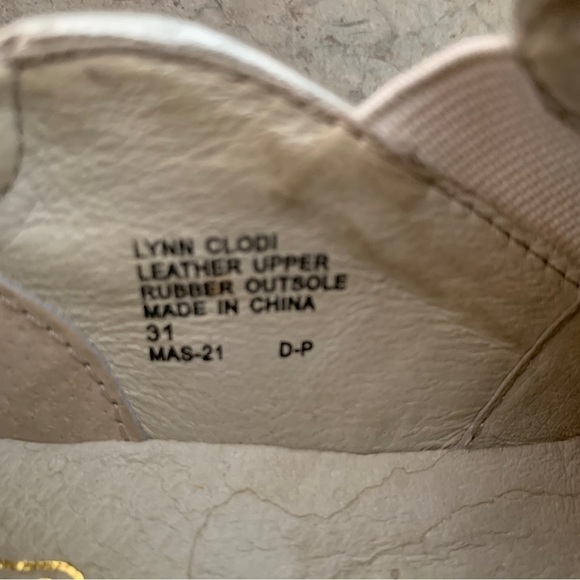 LYNN CLODI
LEATHER UPPER
RUBBER OUTSOLE
MADE IN CHINA
31
MAS-21 D-P